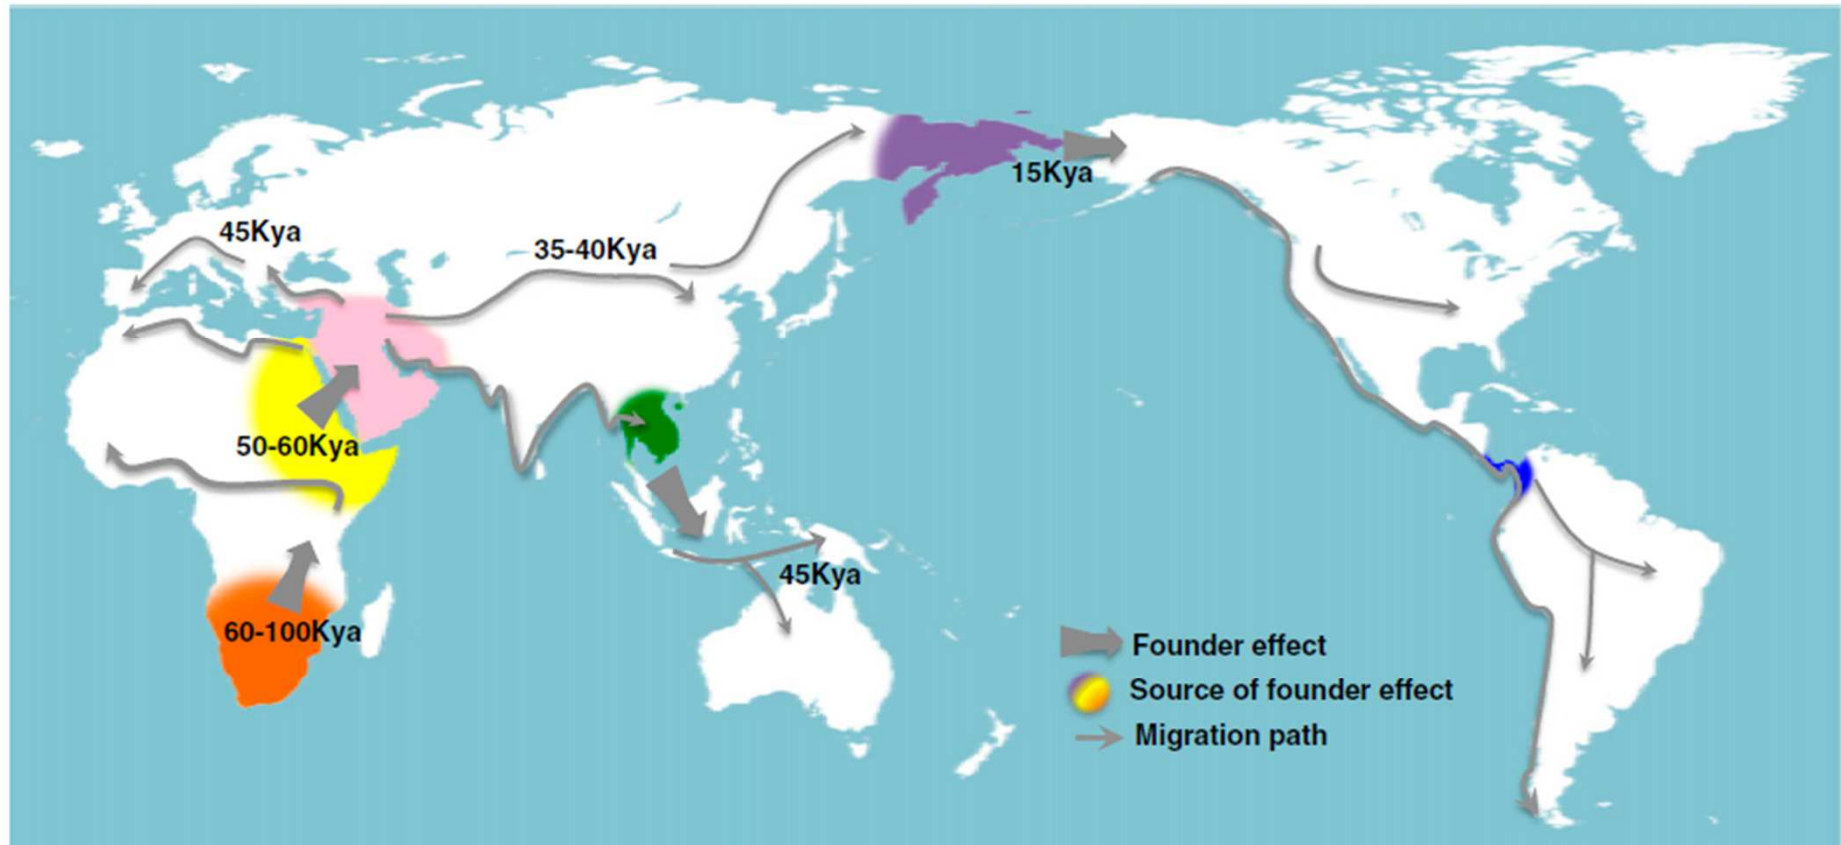 15Kya
45Kya
35-40Kya
50-60Kya
45Kya
60-100Kya
Founder effect
Source of founder effect
Migration path